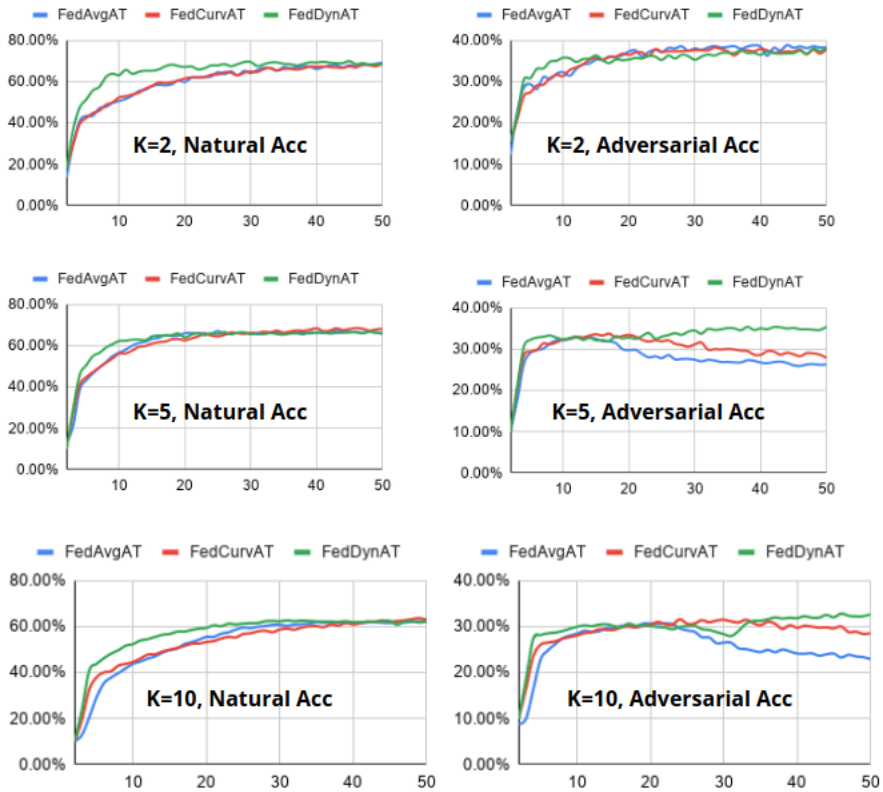 FedAvgAT FedCurvAT FedDynAT
80.00%
60.00%
40.00%
20.00%
0.00%
K=2, Natural Acc
10 20 30 40 50
FedAvgAT FedCurvAT FedDynAT
40.00%
30.00%
20.00%
10.00%
0.00%
K=2, Adversarial Acc
10 20 30 40 50
FedAvgAT FedCurvAT FedDynAT
80.00%
60.00%
40.00%
20.00%
0.00%
K=5, Natural Acc
10 20 30 40 50
FedAvgAT FedCurvAT FedDynAT
40.00%
30.00%
20.00%
10.00%
0.00%
K=5, Adversarial Acc
10 20 30 40 50
FedAvgAT FedCurvAT FedDynAT
80.00%
60.00%
40.00%
20.00%
0.00%
K=10, Natural Acc
10 20 30 40 50
FedAvgAT FedCurvAT FedDynAT
40.00%
30.00%
20.00%
10.00%
0.00%
K=10, Adversarial Acc
10 20 30 40 50